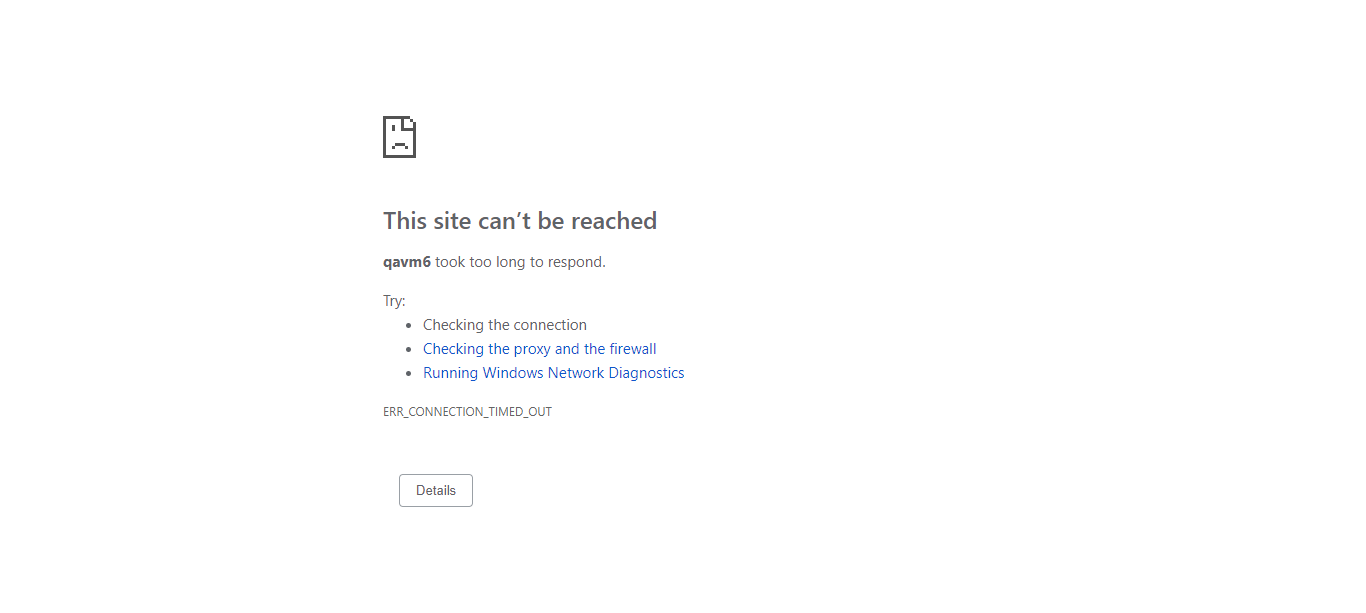 This site can’t be reached
qavm6 took too long to respond.
Try:
Checking the connection
Checking the proxy and the firewall
Running Windows Network Diagnostics
ERR_CONNECTION_TIMED_OUT
Details